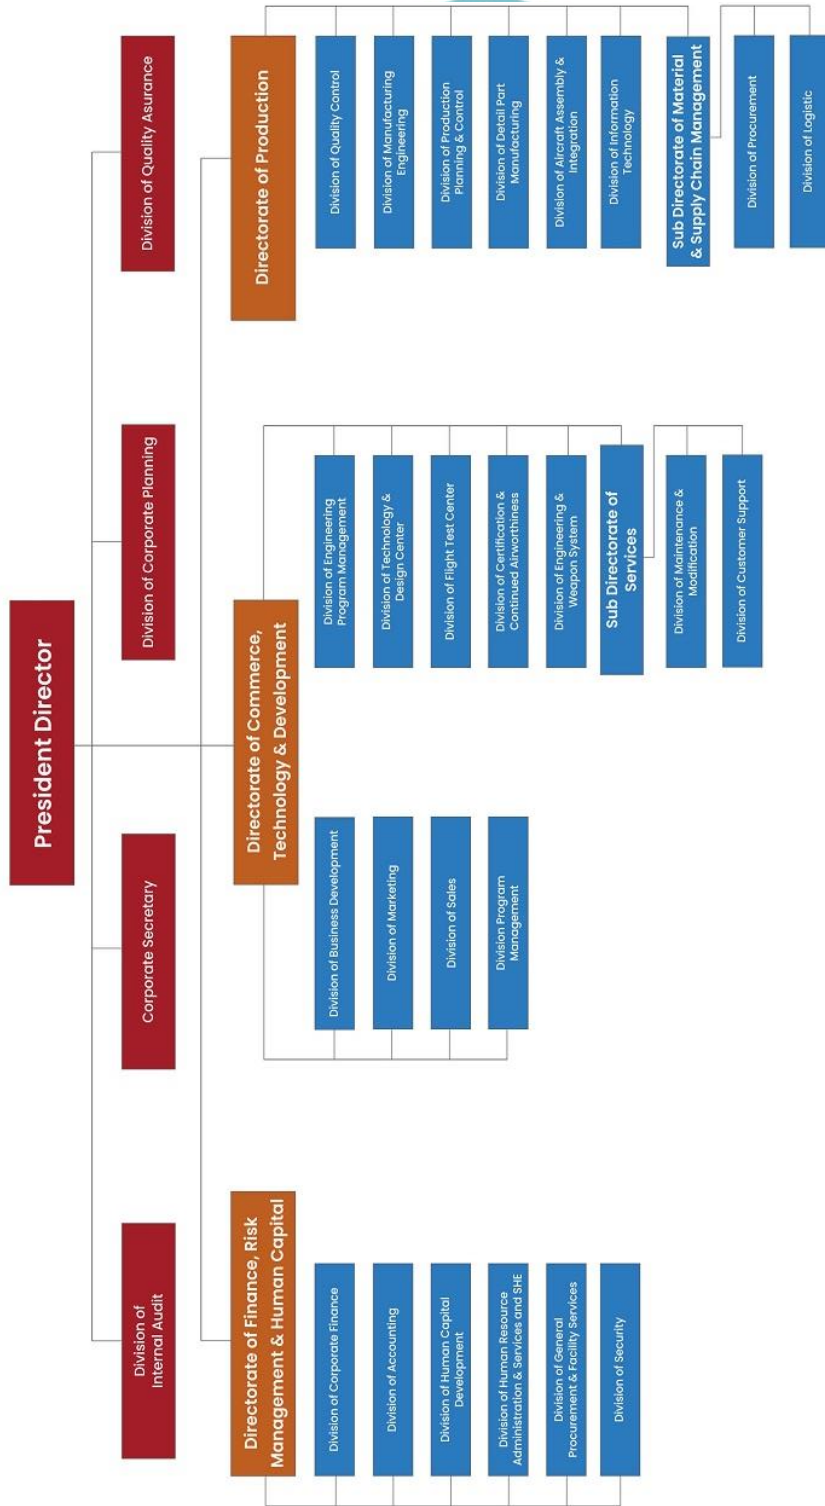 President Director
Division of
Internal Audit
Corporate Secretary
Division of Corporate Planning
Division of Quality Asurance
Directorate of Finance, Risk
Management & Human Capital
Division of Corporate Finance
Division of Accounting
Division of Human Capital
Development
Division of Human Resource
Administration & Services and SHE
Division of General
Procurement & Facility Services
Division of Security
Directorate of Commerce,
Technology & Development
Division of Business Development
Division of Marketing
Division of Sales
Division Program
Management
Division of Engineering
Program Management
Division of Technology &
Design Center
Division of Flight Test Center
Division of Certification &
Continued Airworthiness
Division of Engineering &
Weapon System
Sub Directorate of
Services
Division of Maintenance &
Modification
Division of Customer Support
Directorate of Production
Division of Quality Control
Division of Manufacturing
Engineering
Division of Production
Planning & Control
Division of Detail Part
Manufacturing
Division of Aircraft Assembly &
Integration
Division of Information
Technology
Sub Directorate of Material
& Supply Chain Management
Division of Procurement
Division of Logistic